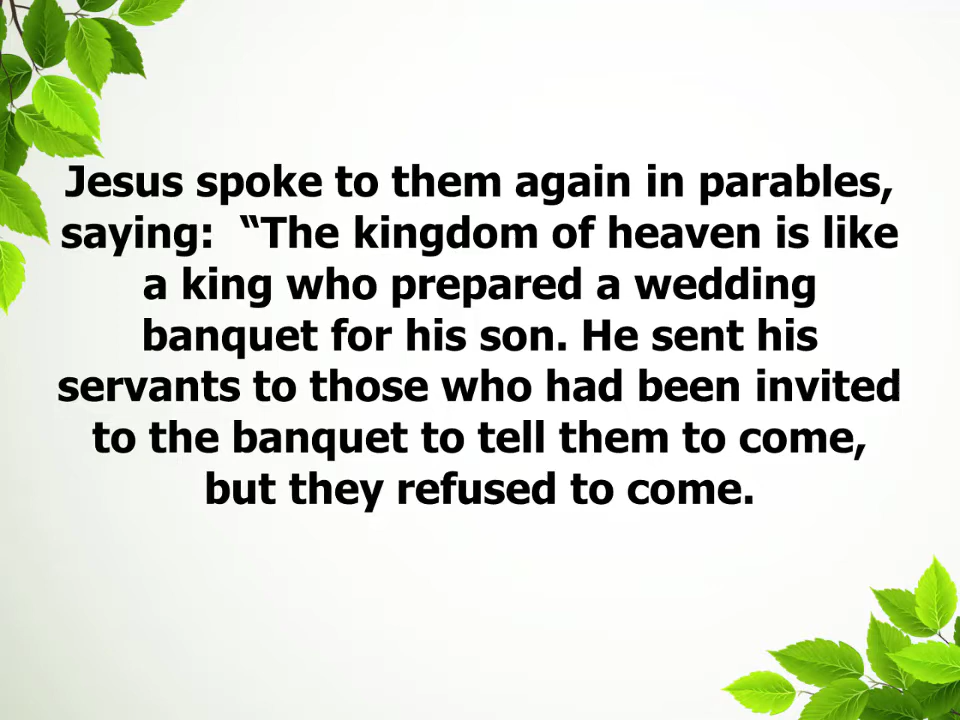 Jesus spoke to them again in parables,
saying:  “The kingdom of heaven is like
a king who prepared a wedding
banquet for his son. He sent his
servants to those who had been invited
to the banquet to tell them to come,
but they refused to come.